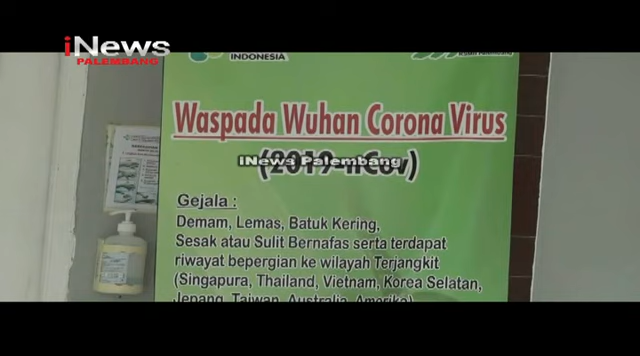 iNews
PALEMBANG
INDONESIA
Waspada Wuhan Corona Virus
(2019-nCov)
iNews Palembang
Gejala :
Demam, Lemas, Batuk Kering,
Sesak atau Sulit Bernafas serta terdapat
riwayat bepergian ke wilayah Terjangkit
(Singapura, Thailand, Vietnam, Korea Selatan,
Jepang, Taiwan, Australia, Amerika)